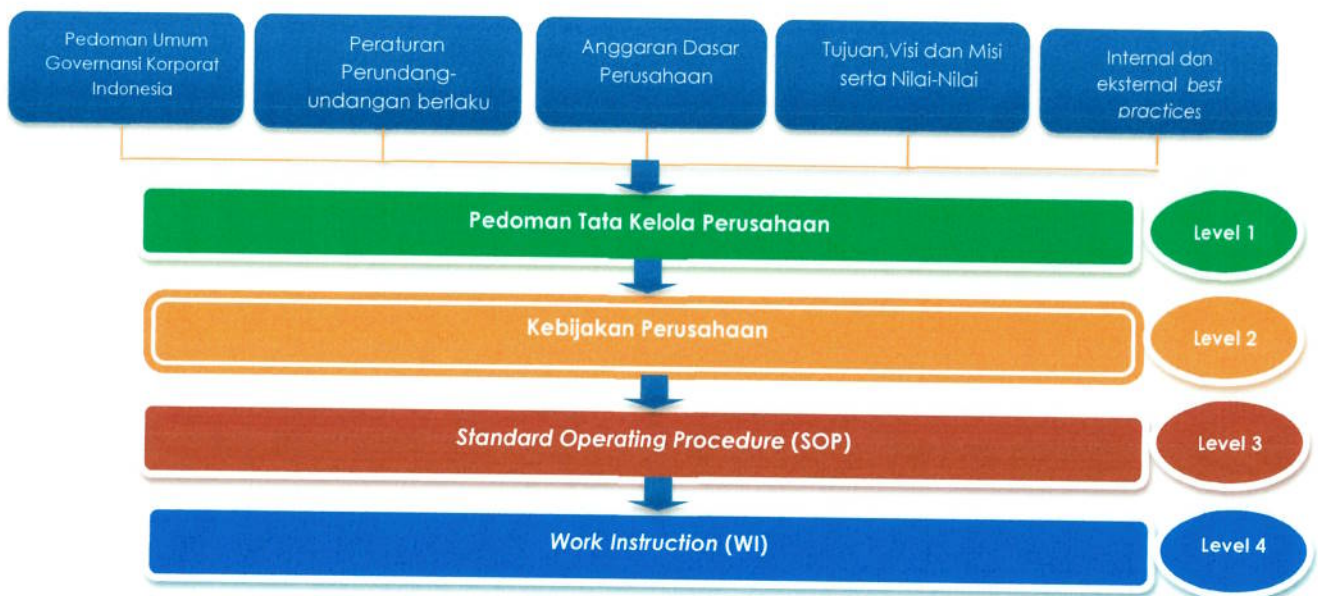 Pedoman Umum
Governansi Korporat
Indonesia
Peraturan
Perundang-
undangan berlaku
Anggaran Dasar
Perusahaan
Tujuan,Visi dan Misi
serta Nilai-Nilai
Internal dan
eksternal best
practices
Pedoman Tata Kelola Perusahaan
Level 1
Kebijakan Perusahaan
Level 2
Standard Operating Procedure (SOP)
Level 3
Work Instruction (WI)
Level 4